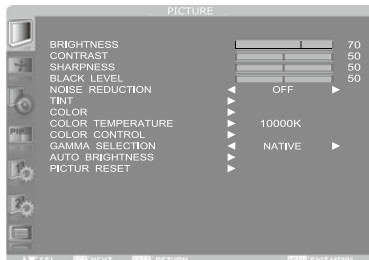 PICTURE
BRIGHTNESS 70
CONTRAST 50
SHARPNESS 50
BLACK LEVEL 50
NOISE REDUCTION OFF
TINT
COLOR
COLOR TEMPERATURE 10000K
COLOR CONTROL
GAMMA SELECTION NATIVE
AUTO BRIGHTNESS
PICTUR RESET
PIP